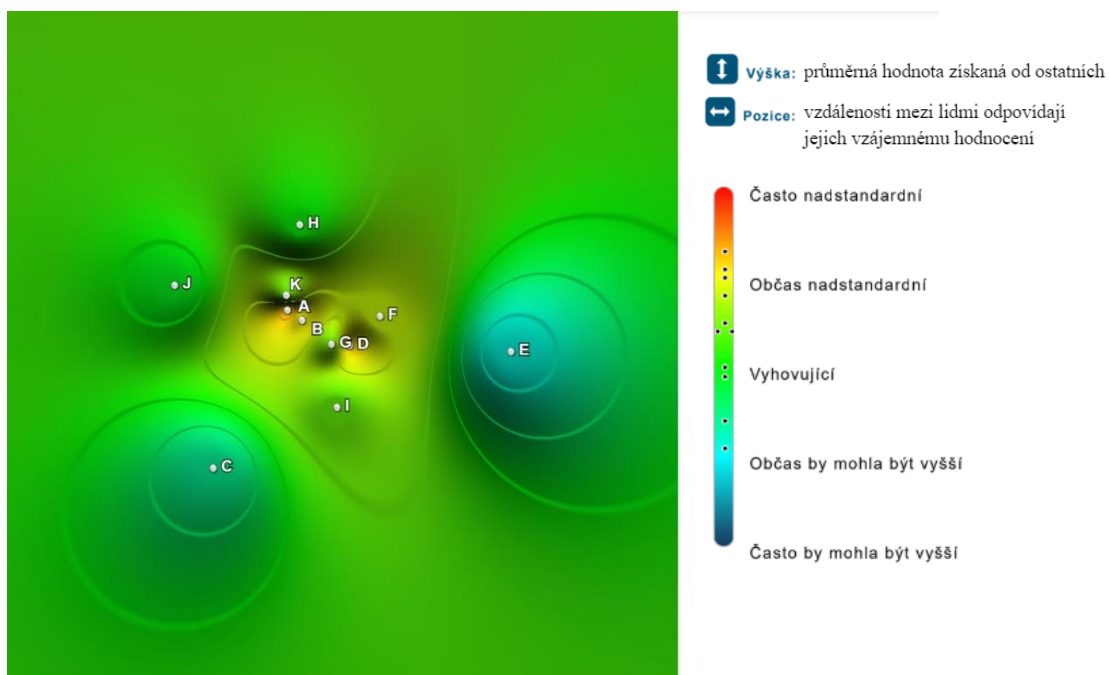 Výška: průměrná hodnota získaná od ostatních
Pozice: vzdálenosti mezi lidmi odpovídají
jejich vzájemnému hodnocení
Často nadstandardní
Občas nadstandardní
Vyhovující
Občas by mohla být vyšší
Často by mohla být vyšší
H
J
K
A
B
F
G
D
E
I
C